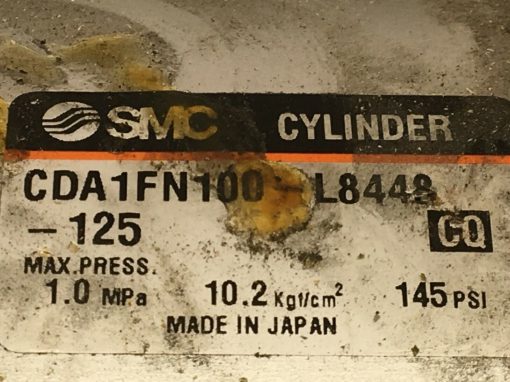 SMC CYLINDER
CDA1FN100-L8448
-125
GQ
MAX.PRESS.
1.0 MPa 10.2 Kgf/cm² 145 PSI
MADE IN JAPAN